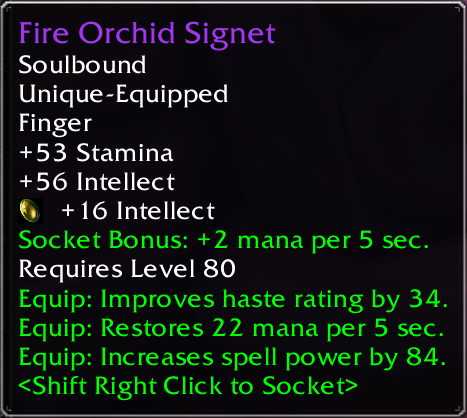 Fire Orchid Signet
Soulbound
Unique-Equipped
Finger
+53 Stamina
+56 Intellect
+16 Intellect
Socket Bonus: +2 mana per 5 sec.
Requires Level 80
Equip: Improves haste rating by 34.
Equip: Restores 22 mana per 5 sec.
Equip: Increases spell power by 84.
<Shift Right Click to Socket>